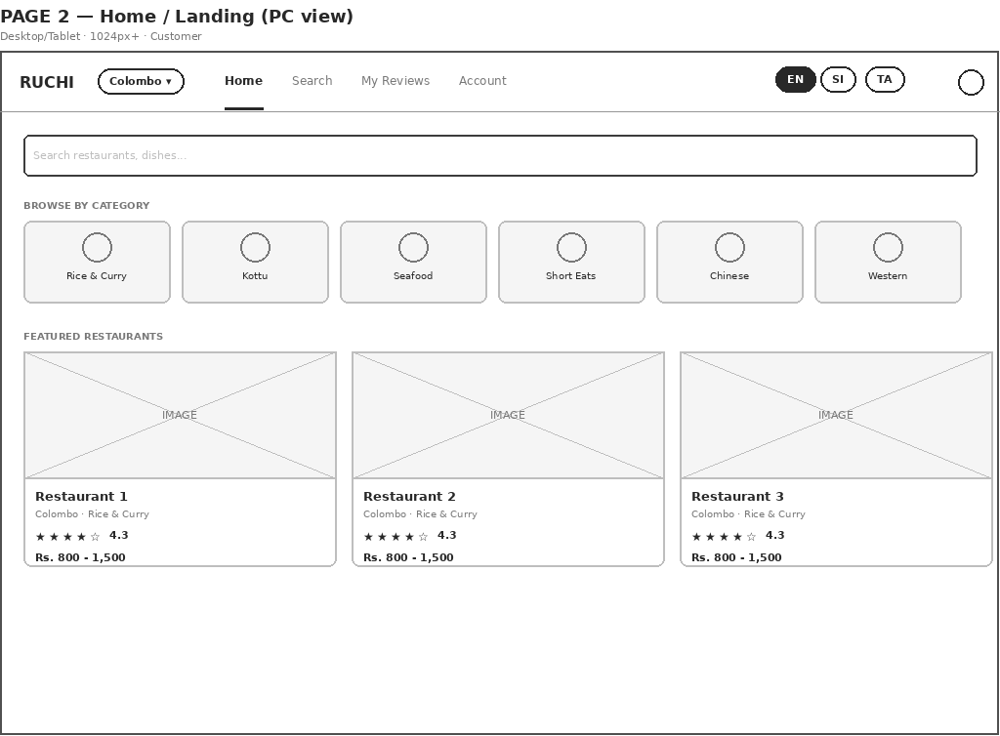 PAGE 2 — Home / Landing (PC view)
Desktop/Tablet · 1024px+ · Customer
RUCHI Colombo ▾ Home Search My Reviews Account EN SI TA
Search restaurants, dishes...
BROWSE BY CATEGORY
Rice & Curry Kottu Seafood Short Eats Chinese Western
FEATURED RESTAURANTS
IMAGE IMAGE IMAGE
Restaurant 1 Restaurant 2 Restaurant 3
Colombo · Rice & Curry Colombo · Rice & Curry Colombo · Rice & Curry
★★★★☆ 4.3 ★★★★☆ 4.3 ★★★★☆ 4.3
Rs. 800 - 1,500 Rs. 800 - 1,500 Rs. 800 - 1,500